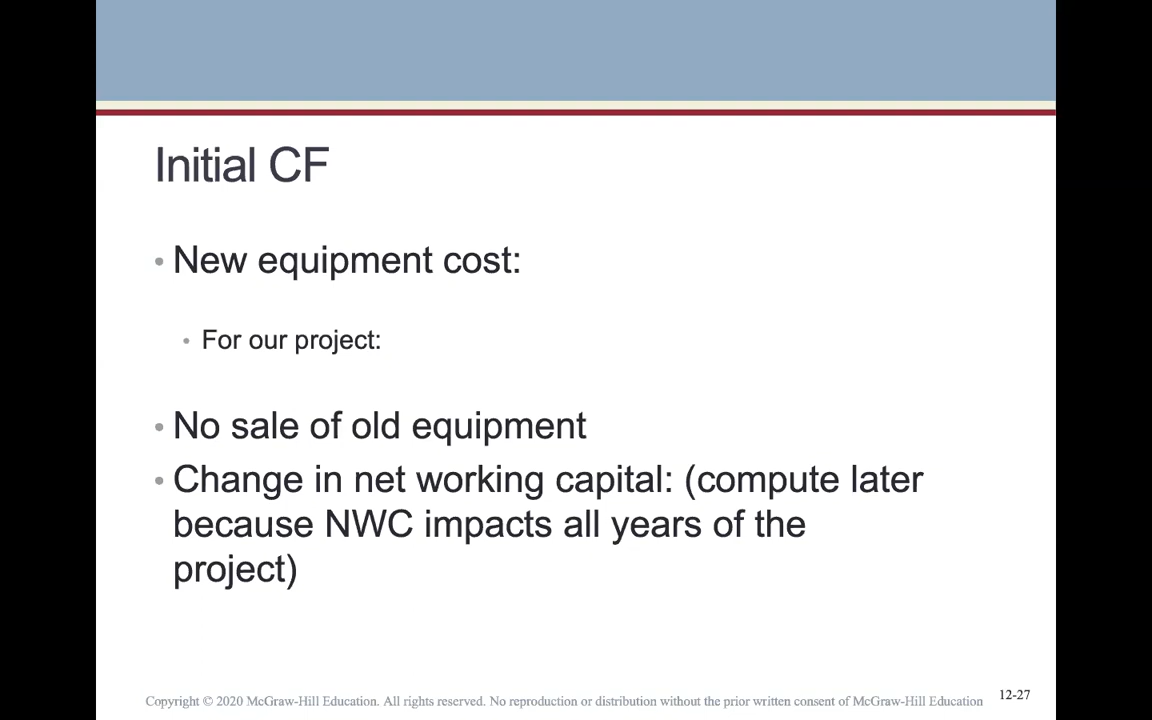 Initial CF
• New equipment cost:
• For our project:
• No sale of old equipment
• Change in net working capital: (compute later
because NWC impacts all years of the
project)
Copyright © 2020 McGraw-Hill Education. All rights reserved. No reproduction or distribution without the prior written consent of McGraw-Hill Education
12-27